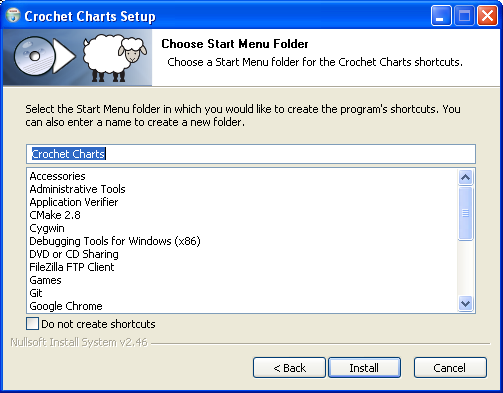 Crochet Charts Setup
Choose Start Menu Folder
Choose a Start Menu folder for the Crochet Charts shortcuts.
Select the Start Menu folder in which you would like to create the program's shortcuts. You
can also enter a name to create a new folder.
Crochet Charts
Accessories
Administrative Tools
Application Verifier
CMake 2.8
Cygwin
Debugging Tools for Windows (x86)
DVD or CD Sharing
FileZilla FTP Client
Games
Git
Google Chrome
Do not create shortcuts
Nullsoft Install System v2.46
< Back
Install
Cancel